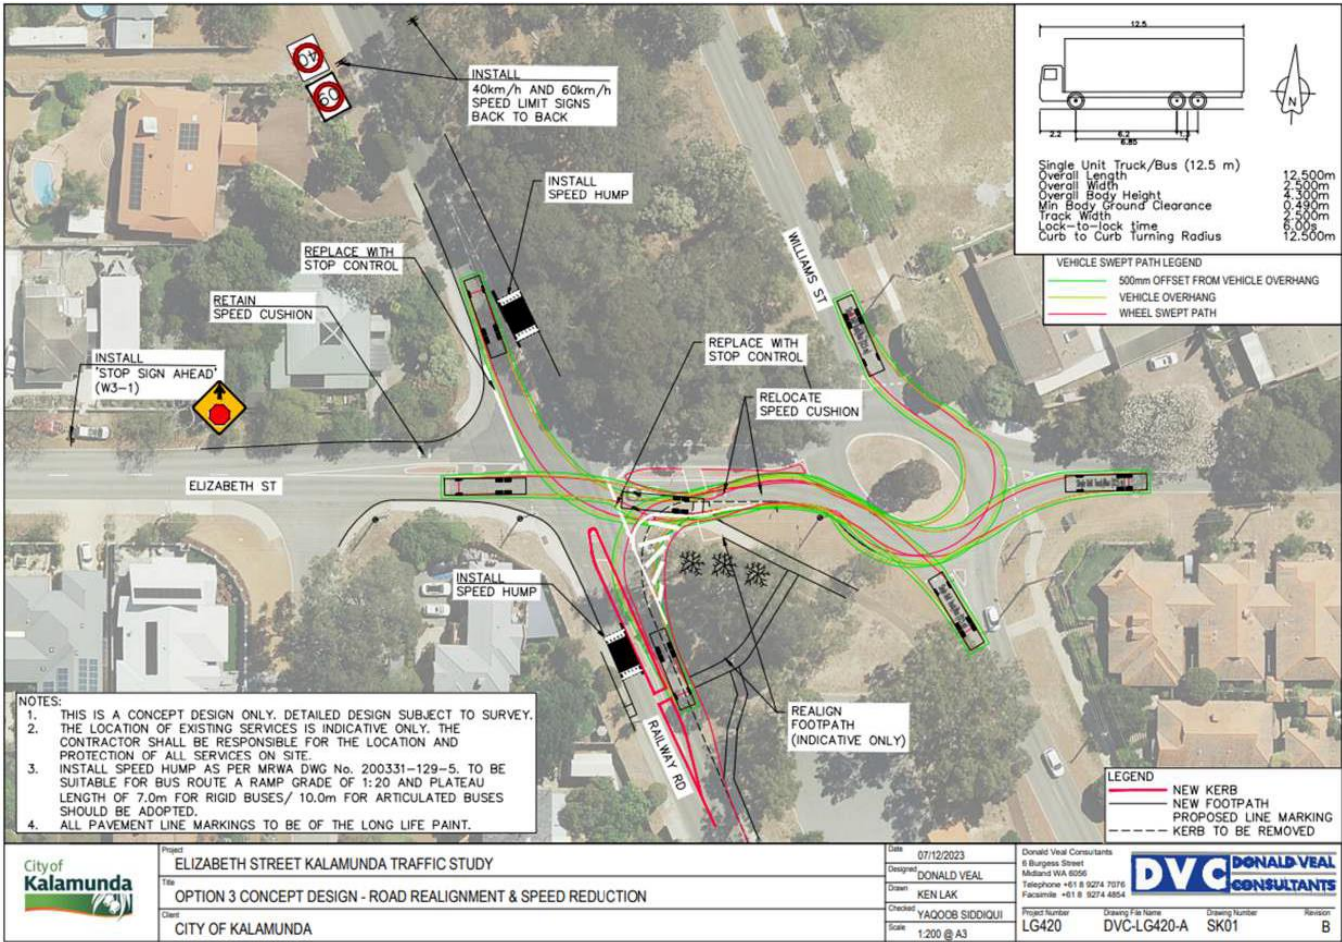 40
60
INSTALL
40km/h AND 60km/h
SPEED LIMIT SIGNS
BACK TO BACK
INSTALL
SPEED HUMP
REPLACE WITH
STOP CONTROL
RETAIN
SPEED CUSHION
INSTALL
'STOP SIGN AHEAD'
(W3-1)
ELIZABETH ST
WILLIAMS ST
REPLACE WITH
STOP CONTROL
RELOCATE
SPEED CUSHION
INSTALL
SPEED HUMP
RAILWAY RD
REALIGN
FOOTPATH
(INDICATIVE ONLY)
12.5
2.2
6.2
6.85
N
Single Unit Truck/Bus (12.5 m)
Overall Length 12.500m
Overall Width 2.500m
Overall Body Height 4.300m
Min Body Ground Clearance 0.490m
Track Width 2.500m
Lock-to-lock time 6.00s
Curb to Curb Turning Radius 12.500m
VEHICLE SWEPT PATH LEGEND
500mm OFFSET FROM VEHICLE OVERHANG
VEHICLE OVERHANG
WHEEL SWEPT PATH
NOTES:
1. THIS IS A CONCEPT DESIGN ONLY. DETAILED DESIGN SUBJECT TO SURVEY.
2. THE LOCATION OF EXISTING SERVICES IS INDICATIVE ONLY. THE
CONTRACTOR SHALL BE RESPONSIBLE FOR THE LOCATION AND
PROTECTION OF ALL SERVICES ON SITE.
3. INSTALL SPEED HUMP AS PER MRWA DWG No. 200331-129-5. TO BE
SUITABLE FOR BUS ROUTE A RAMP GRADE OF 1:20 AND PLATEAU
LENGTH OF 7.0m FOR RIGID BUSES/ 10.0m FOR ARTICULATED BUSES
SHOULD BE ADOPTED.
4. ALL PAVEMENT LINE MARKINGS TO BE OF THE LONG LIFE PAINT.
LEGEND
NEW KERB
NEW FOOTPATH
PROPOSED LINE MARKING
KERB TO BE REMOVED
City of
Kalamunda
Project
ELIZABETH STREET KALAMUNDA TRAFFIC STUDY
Title
OPTION 3 CONCEPT DESIGN - ROAD REALIGNMENT & SPEED REDUCTION
Client
CITY OF KALAMUNDA
Date 07/12/2023
Designed DONALD VEAL
Drawn KEN LAK
Checked YAQOOB SIDDIQUI
Scale 1:200 @ A3
Donald Veal Consultants
6 Burgess Street
Midland WA 6056
Telephone +61 8 9274 7076
Facsimile +61 8 9274 4854
DVC DONALD VEAL
CONSULTANTS
Project Number
LG420
Drawing File Name
DVC-LG420-A
Drawing Number
SK01
Revision
B